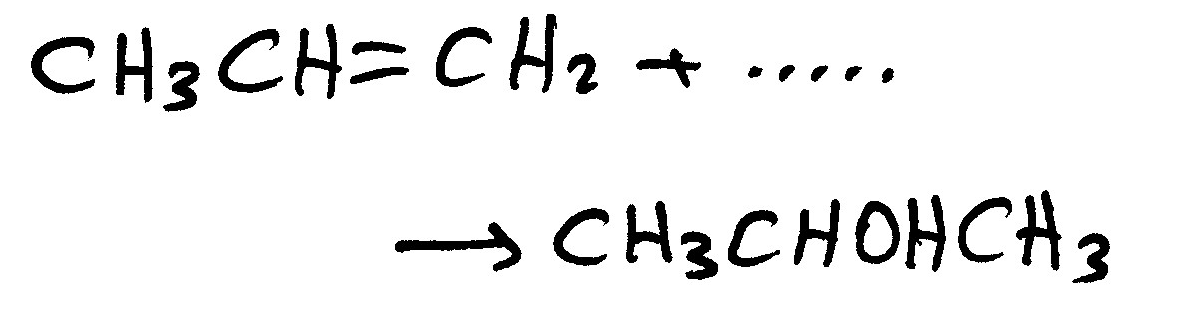 CH₃CH=CH₂ + .....
→ CH₃CHOHCH₃